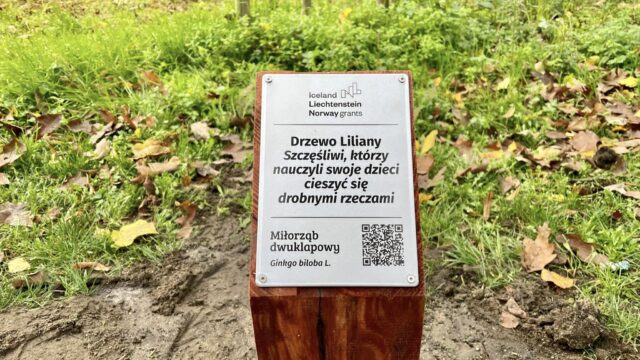 Iceland
Liechtenstein
Norway grants
Drzewo Liliany
Szczęśliwi, którzy
nauczyli swoje dzieci
cieszyć się
drobnymi rzeczami
Miłorząb
dwuklapowy
Ginkgo biloba L.